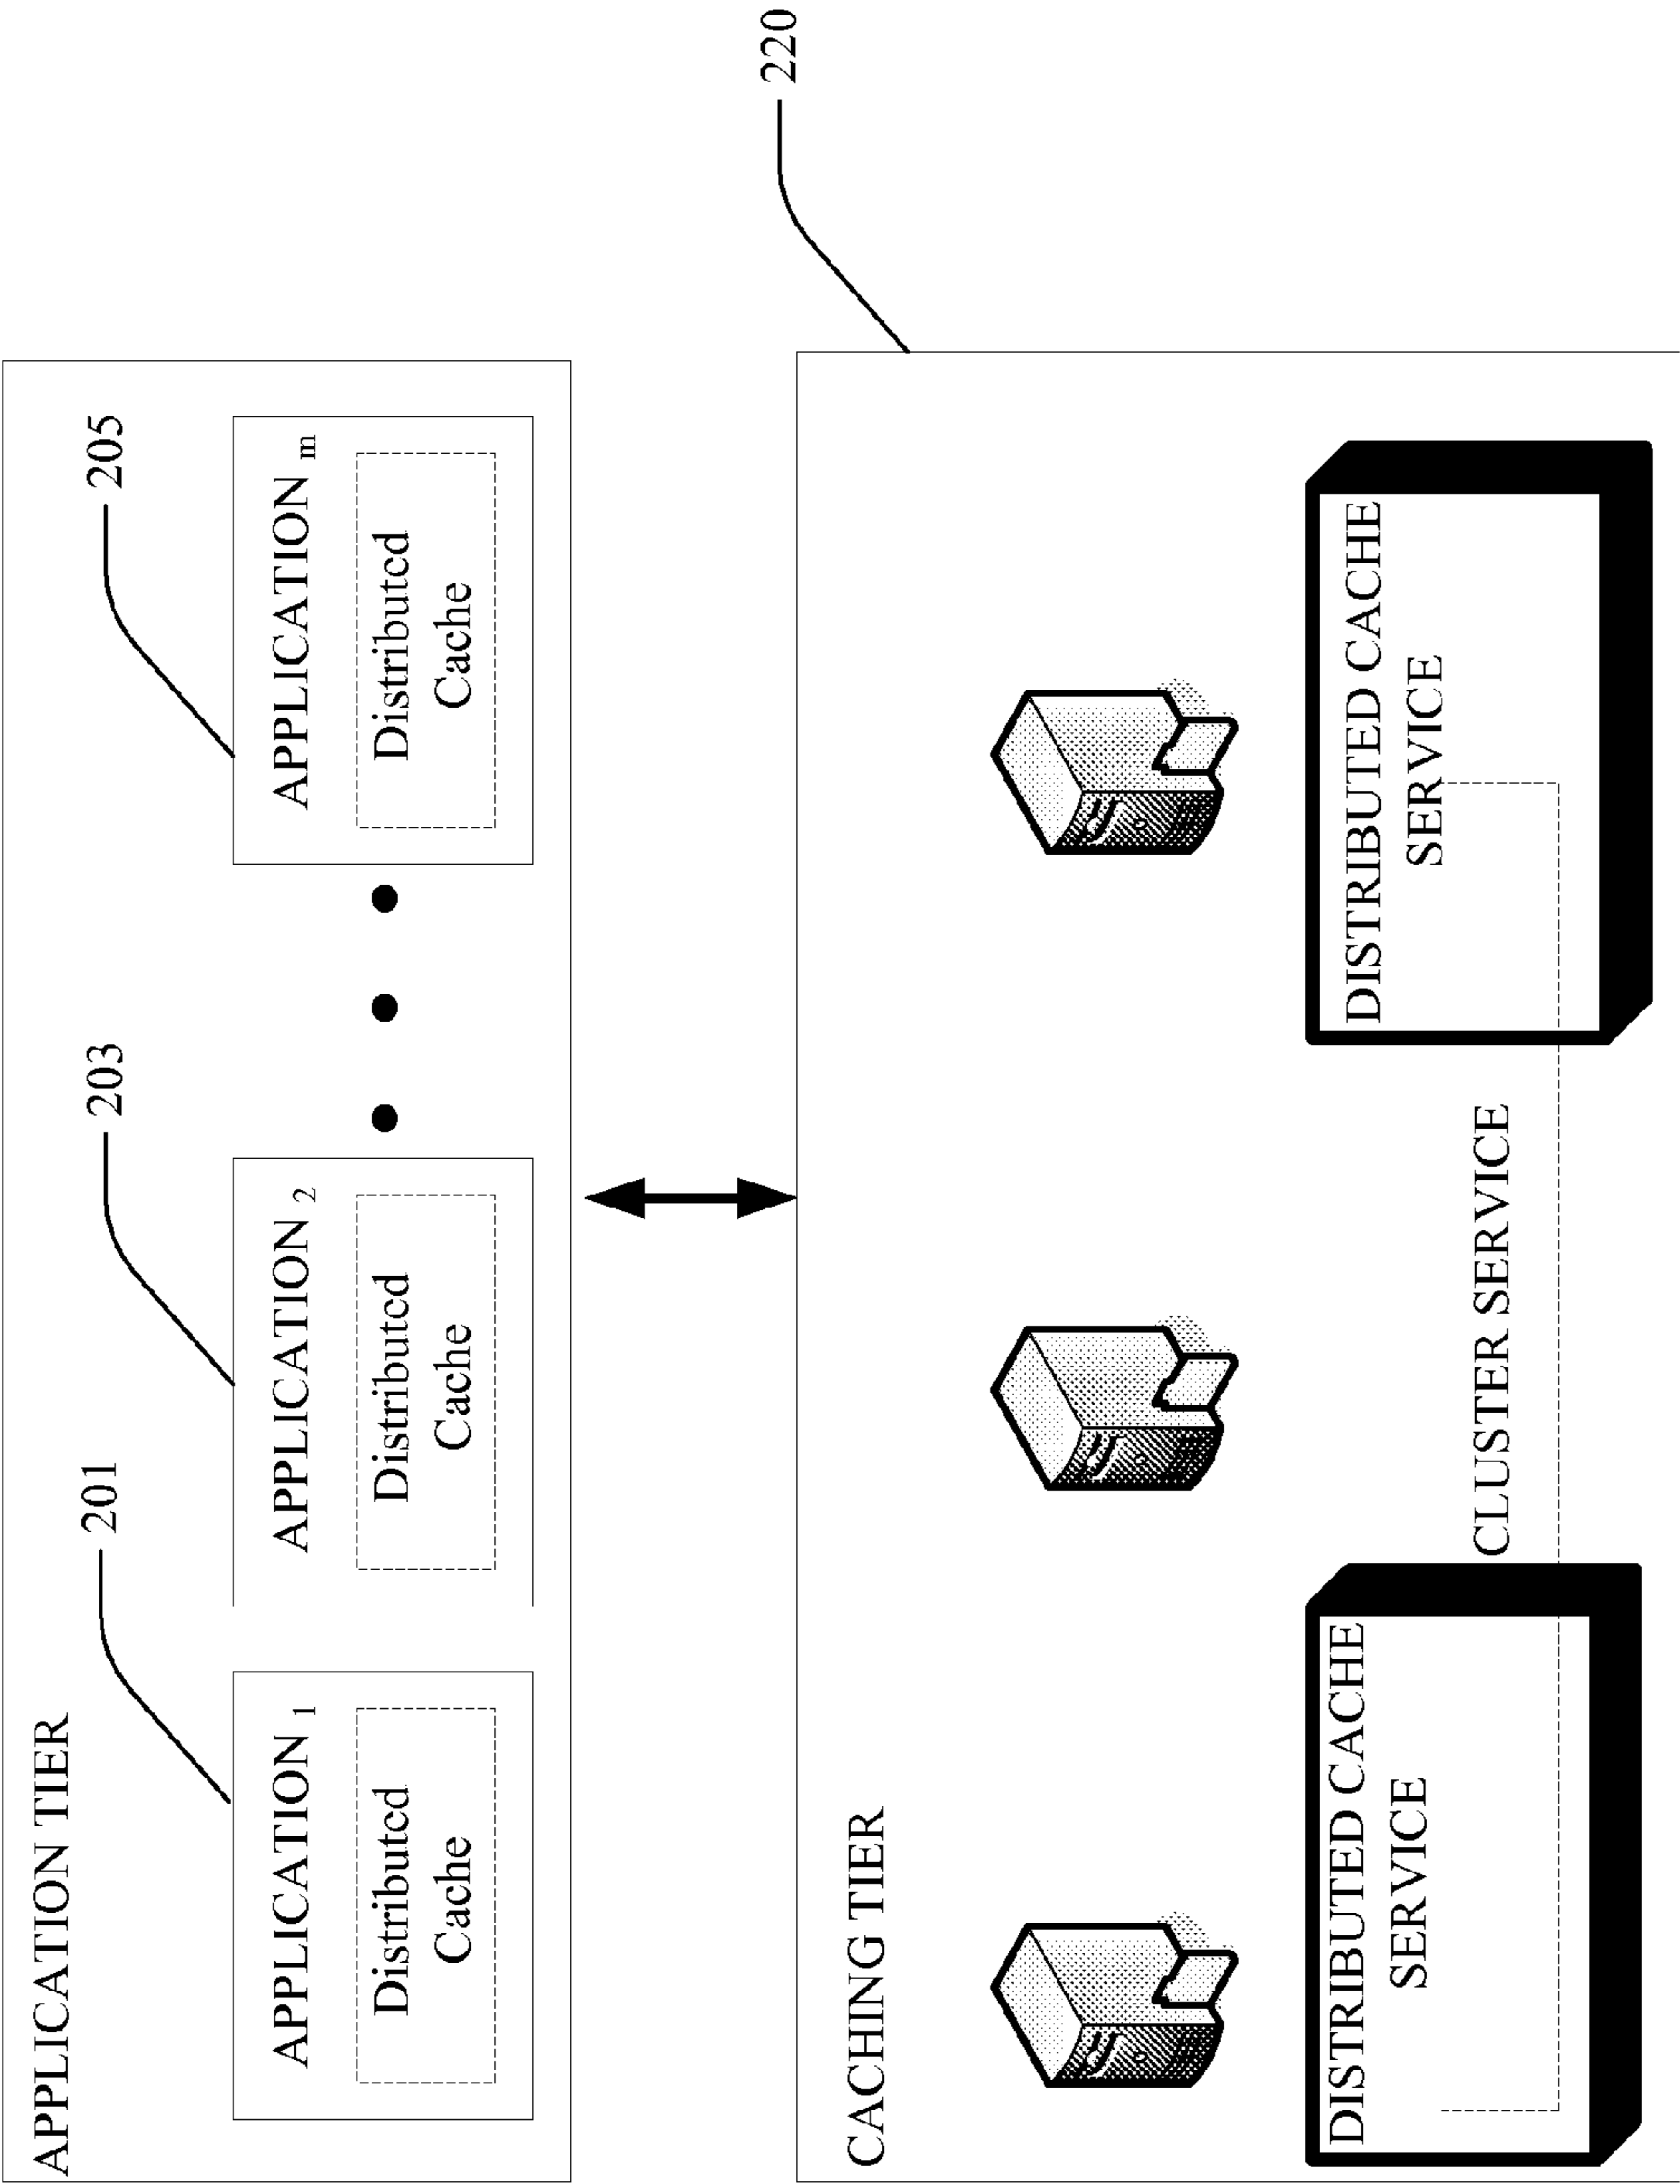 APPLICATION TIER
201
203
205
APPLICATION 1
APPLICATION 2
APPLICATION m
Distributed
Cache
Distributed
Cache
Distributed
Cache
220
CACHING TIER
DISTRIBUTED CACHE
SERVICE
CLUSTER SERVICE
DISTRIBUTED CACHE
SERVICE